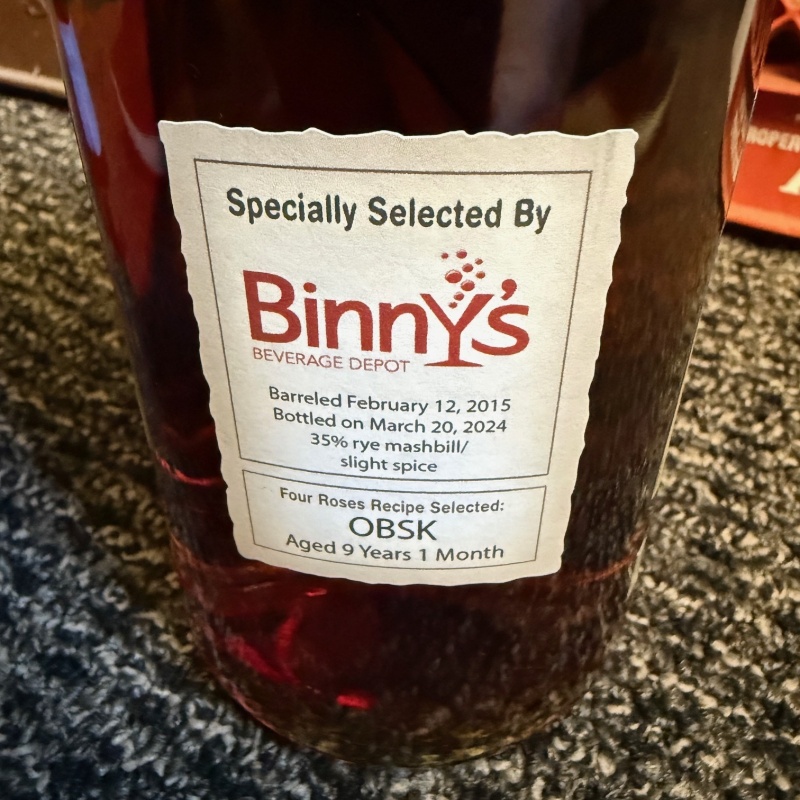 Specially Selected By
Binny's
BEVERAGE DEPOT
Barreled February 12, 2015
Bottled on March 20, 2024
35% rye mashbill/
slight spice
Four Roses Recipe Selected:
OBSK
Aged 9 Years 1 Month